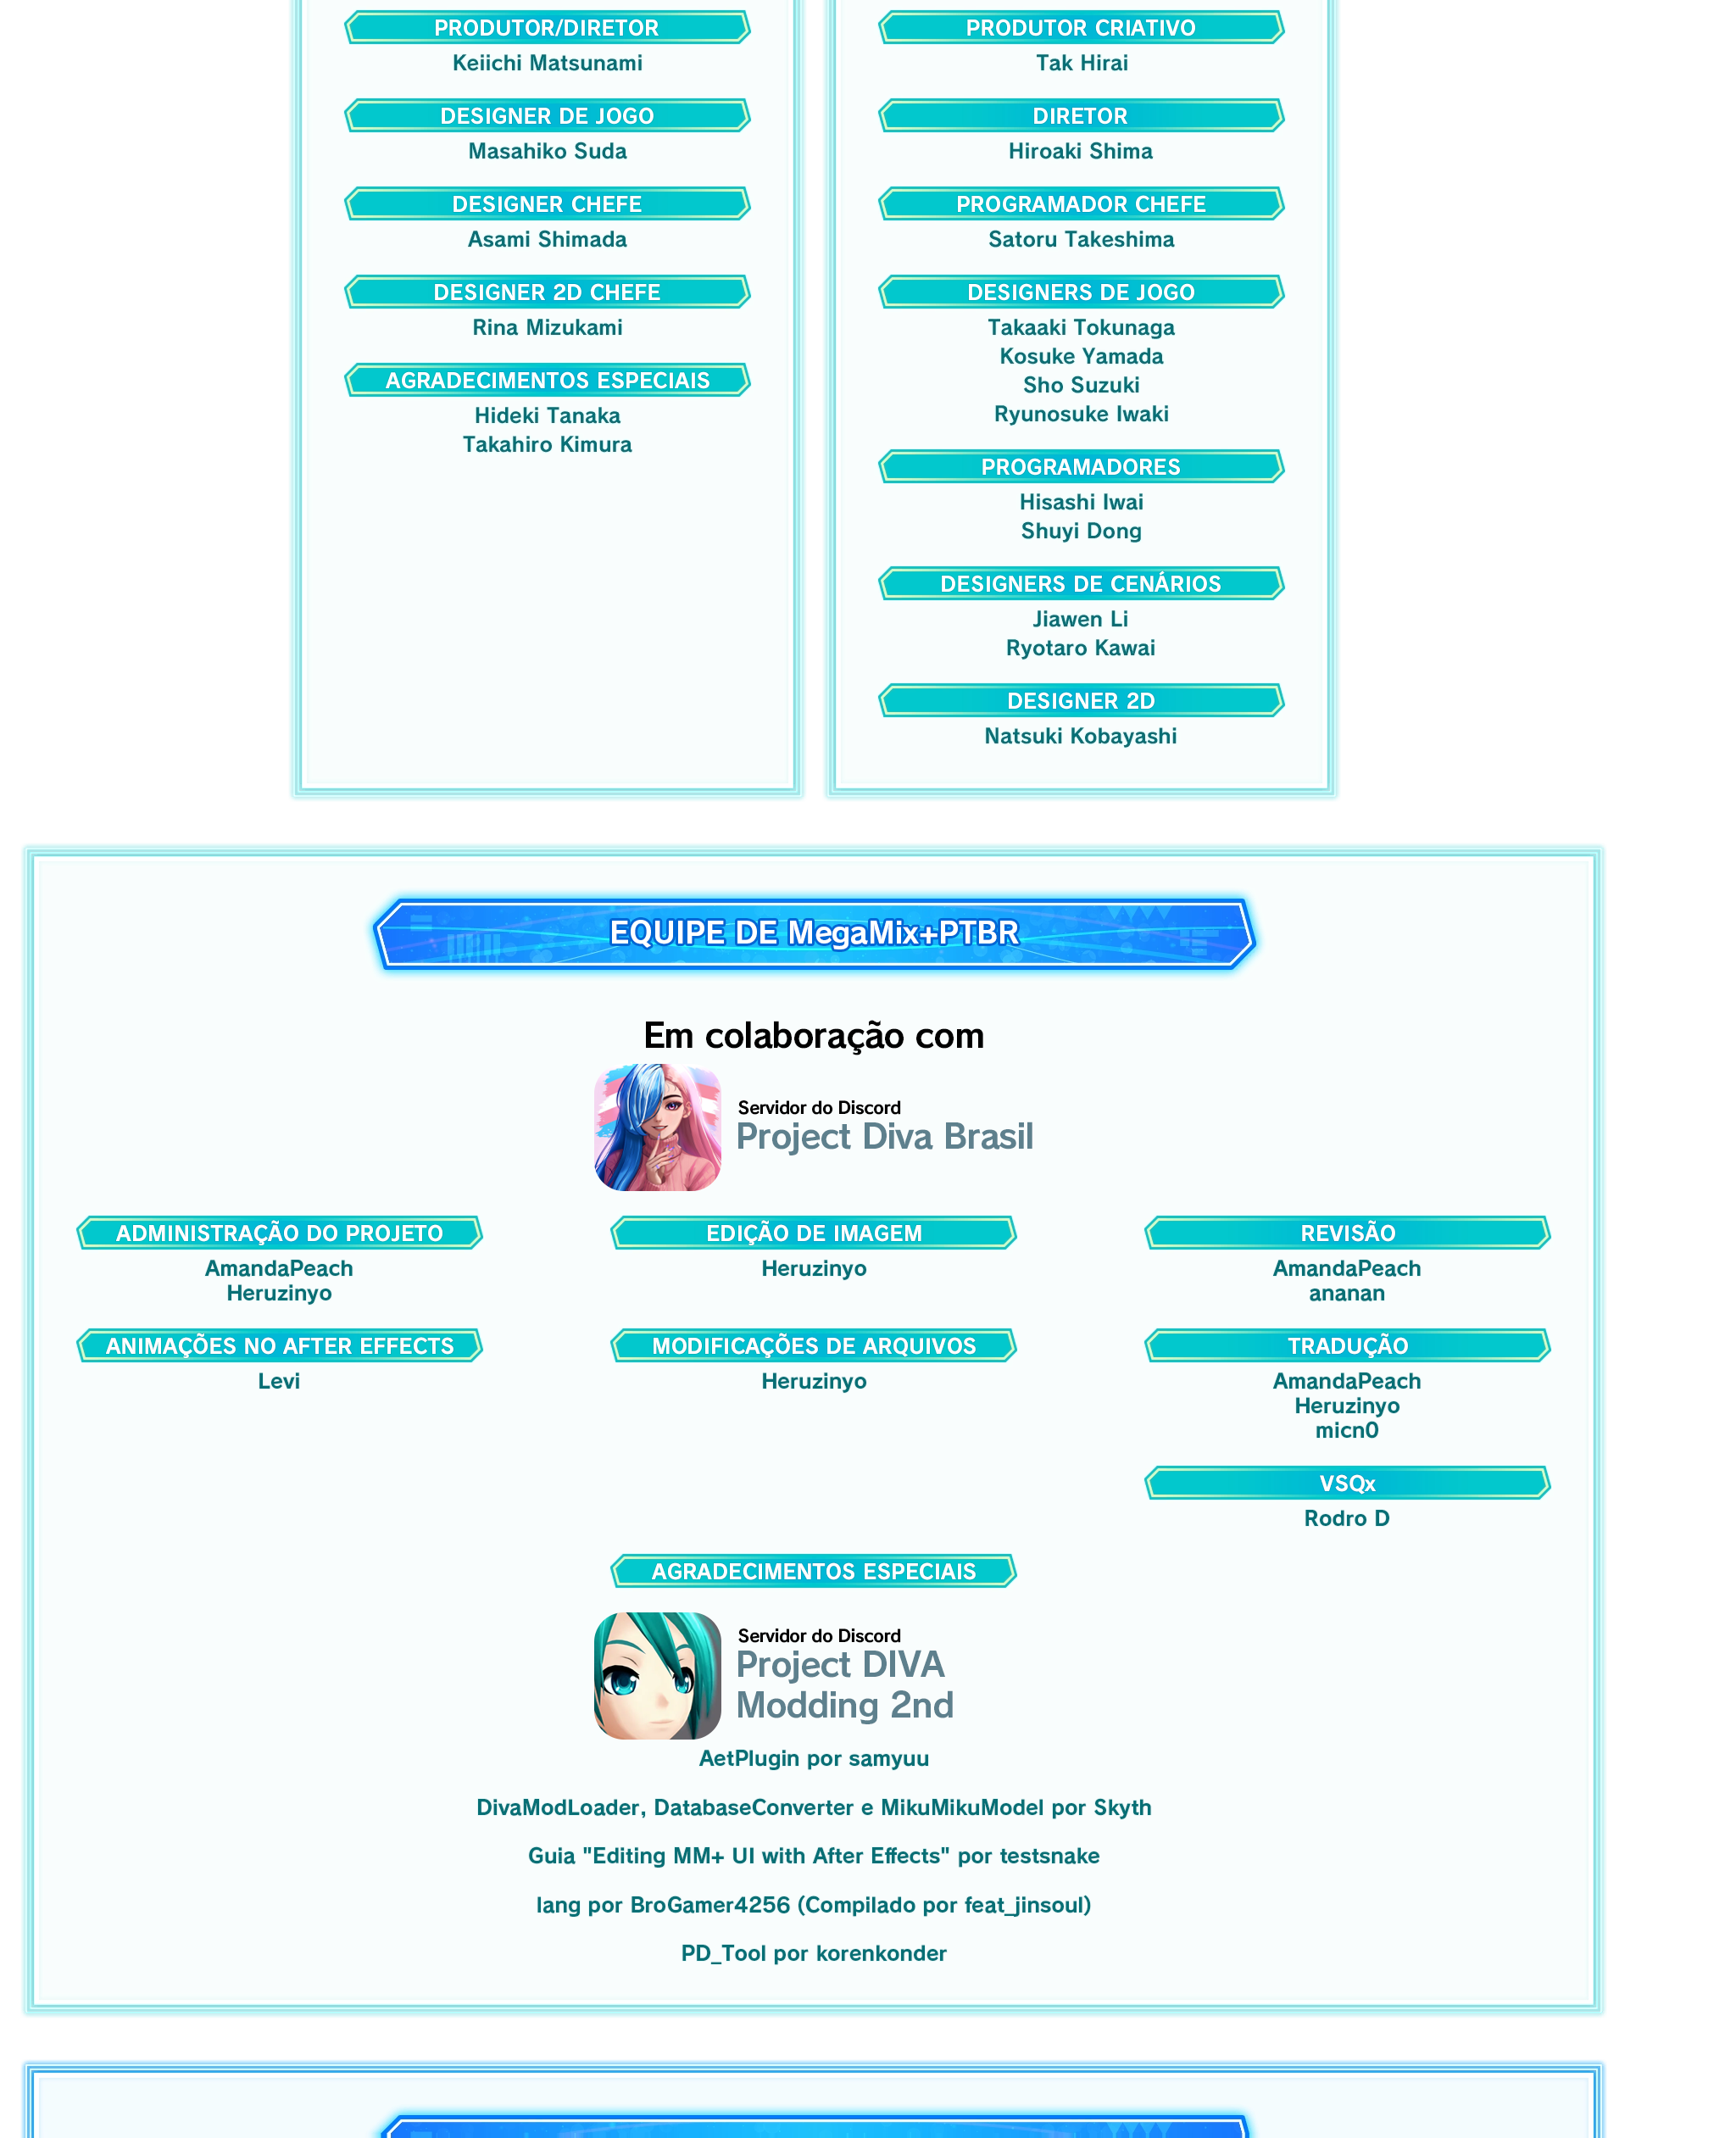 PRODUTOR/DIRETOR
Keiichi Matsunami
DESIGNER DE JOGO
Masahiko Suda
DESIGNER CHEFE
Asami Shimada
DESIGNER 2D CHEFE
Rina Mizukami
AGRADECIMENTOS ESPECIAIS
Hideki Tanaka
Takahiro Kimura
PRODUTOR CRIATIVO
Tak Hirai
DIRETOR
Hiroaki Shima
PROGRAMADOR CHEFE
Satoru Takeshima
DESIGNERS DE JOGO
Takaaki Tokunaga
Kosuke Yamada
Sho Suzuki
Ryunosuke Iwaki
PROGRAMADORES
Hisashi Iwai
Shuyi Dong
DESIGNERS DE CENÁRIOS
Jiawen Li
Ryotaro Kawai
DESIGNER 2D
Natsuki Kobayashi
EQUIPE DE MegaMix+PTBR
Em colaboração com
Servidor do Discord
Project Diva Brasil
ADMINISTRAÇÃO DO PROJETO
AmandaPeach
Heruzinyo
ANIMAÇÕES NO AFTER EFFECTS
Levi
EDIÇÃO DE IMAGEM
Heruzinyo
MODIFICAÇÕES DE ARQUIVOS
Heruzinyo
REVISÃO
AmandaPeach
ananan
TRADUÇÃO
AmandaPeach
Heruzinyo
micn0
VSQx
Rodro D
AGRADECIMENTOS ESPECIAIS
Servidor do Discord
Project DIVA
Modding 2nd
AetPlugin por samyuu
DivaModLoader, DatabaseConverter e MikuMikuModel por Skyth
Guia "Editing MM+ UI with After Effects" por testsnake
lang por BroGamer4256 (Compilado por feat_jinsoul)
PD_Tool por korenkonder